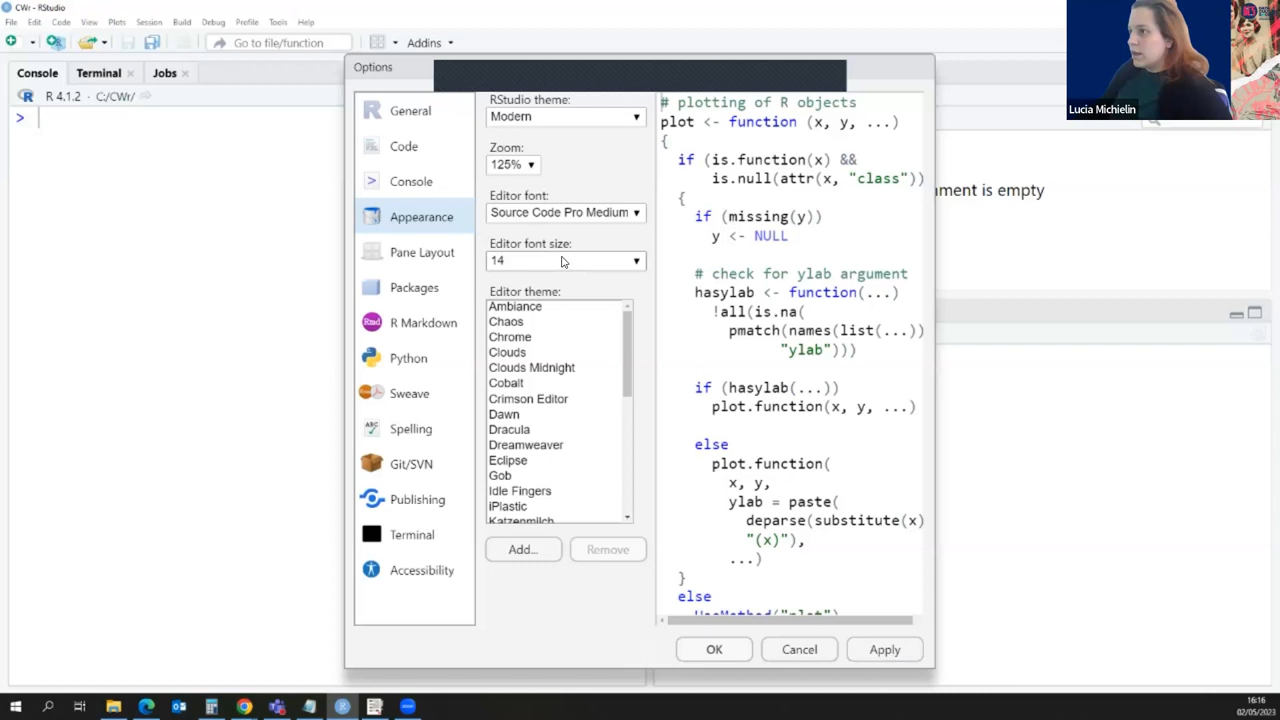 CWr - RStudio
File Edit Code View Plots Session Build Debug Profile Tools Help
Go to file/function
Addins
Console Terminal Jobs
R 4.1.2 · C:/CWr/
>
Options
General
Code
Console
Appearance
Pane Layout
Packages
R Markdown
Python
Sweave
Spelling
Git/SVN
Publishing
Terminal
Accessibility
RStudio theme:
Modern
Zoom:
125%
Editor font:
Source Code Pro Medium
Editor font size:
14
Editor theme:
Ambiance
Chaos
Chrome
Clouds
Clouds Midnight
Cobalt
Crimson Editor
Dawn
Dracula
Dreamweaver
Eclipse
Gob
Idle Fingers
iPlastic
Katzenmilch
Add...
Remove
# plotting of R objects
plot <- function (x, y, ...)
{
if (is.function(x) &&
is.null(attr(x, "class"))
{
if (missing(y))
y <- NULL
# check for ylab argument
hasylab <- function(...)
!all(is.na(
pmatch(names(list(...))
"ylab")))
if (hasylab(...))
plot.function(x, y, ...)
else
plot.function(
x, y,
ylab = paste(
deparse(substitute(x)
"(x)"),
...)
}
else
UseMethod("plot")
OK
Cancel
Apply
nment is empty
Lucia Michielin
16:16
02/05/2023